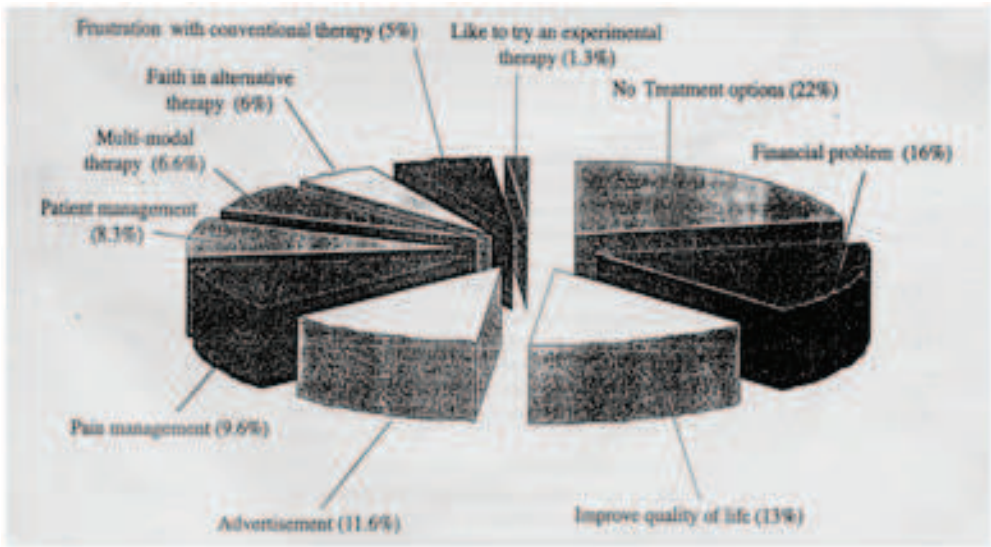 Frustration with conventional therapy (5%)
Like to try an experimental
therapy (1.3%)
Faith in alternative
therapy (6%)
No Treatment options (22%)
Multi-modal
therapy (6.6%)
Financial problem (16%)
Patient management
(8.3%)
Pain management (9.6%)
Advertisement (11.6%)
Improve quality of life (13%)